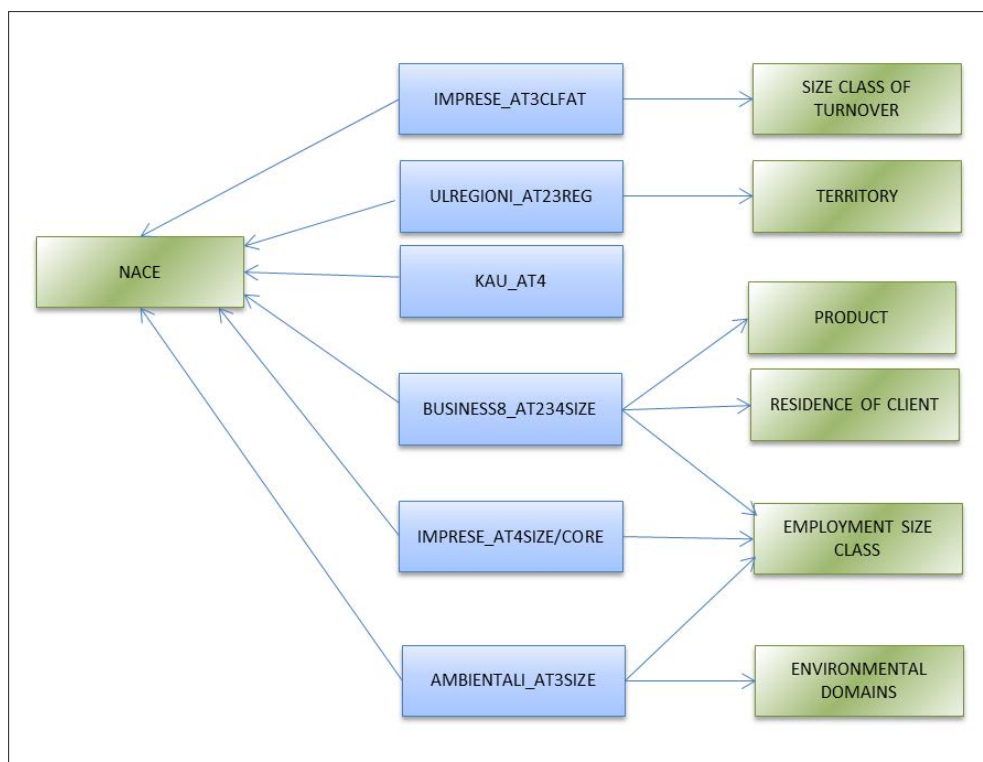 IMPRESE_AT3CLFAT
SIZE CLASS OF
TURNOVER
ULREGIONI_AT23REG
TERRITORY
NACE
KAU_AT4
PRODUCT
BUSINESS8_AT234SIZE
RESIDENCE OF CLIENT
IMPRESE_AT4SIZE/CORE
EMPLOYMENT SIZE
CLASS
AMBIENTALI_AT3SIZE
ENVIRONMENTAL
DOMAINS